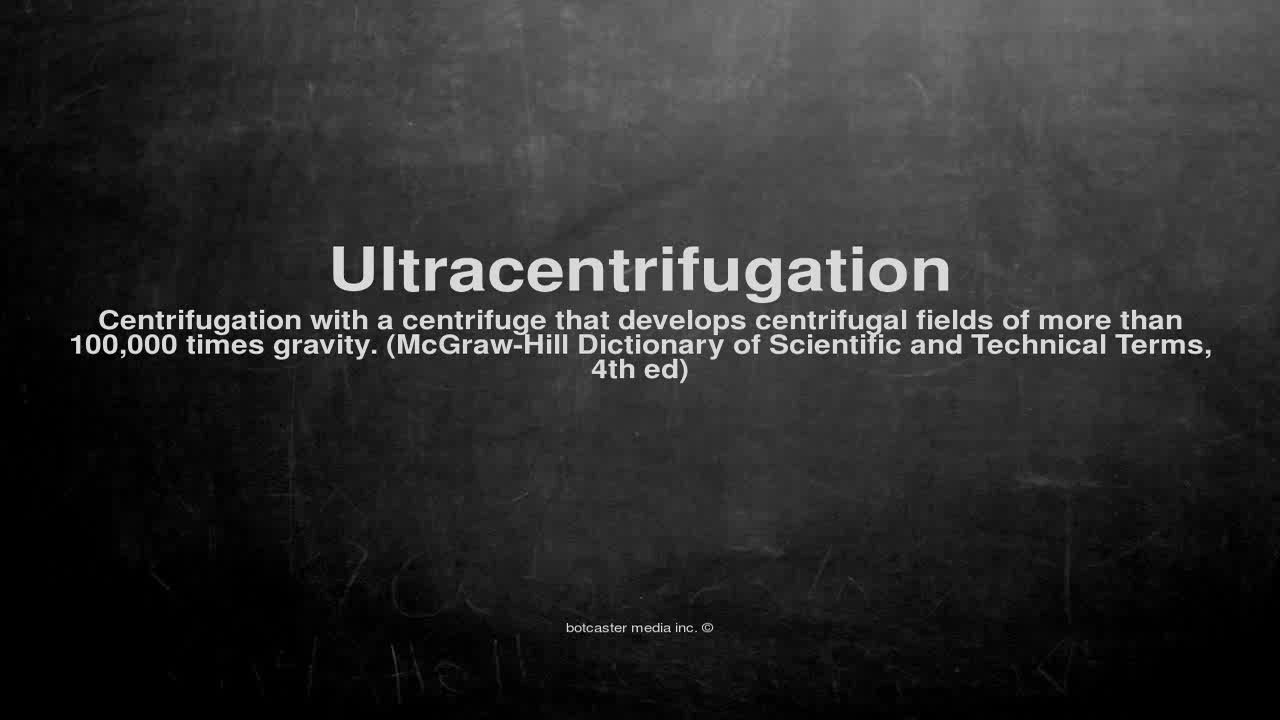 Ultracentrifugation
Centrifugation with a centrifuge that develops centrifugal fields of more than
100,000 times gravity. (McGraw-Hill Dictionary of Scientific and Technical Terms,
4th ed)
botcaster media inc. ©